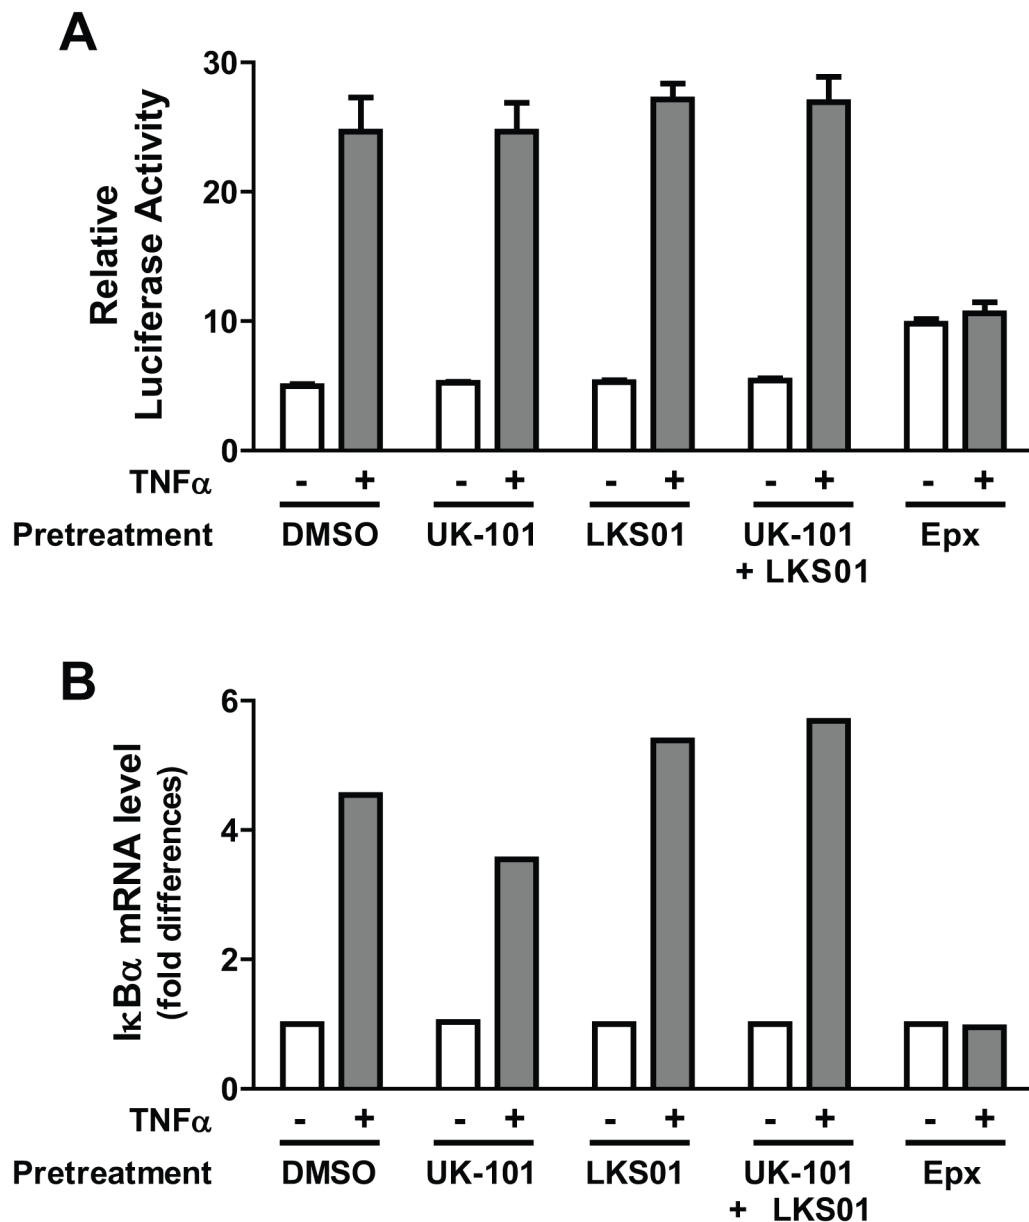 A
Relative
Luciferase Activity
30
20
10
0
TNFα - + - + - + - + - +
Pretreatment DMSO UK-101 LKS01 UK-101 Epx
+ LKS01
B
IκBα mRNA level
(fold differences)
6
4
2
0
TNFα - + - + - + - + - +
Pretreatment DMSO UK-101 LKS01 UK-101 Epx
+ LKS01